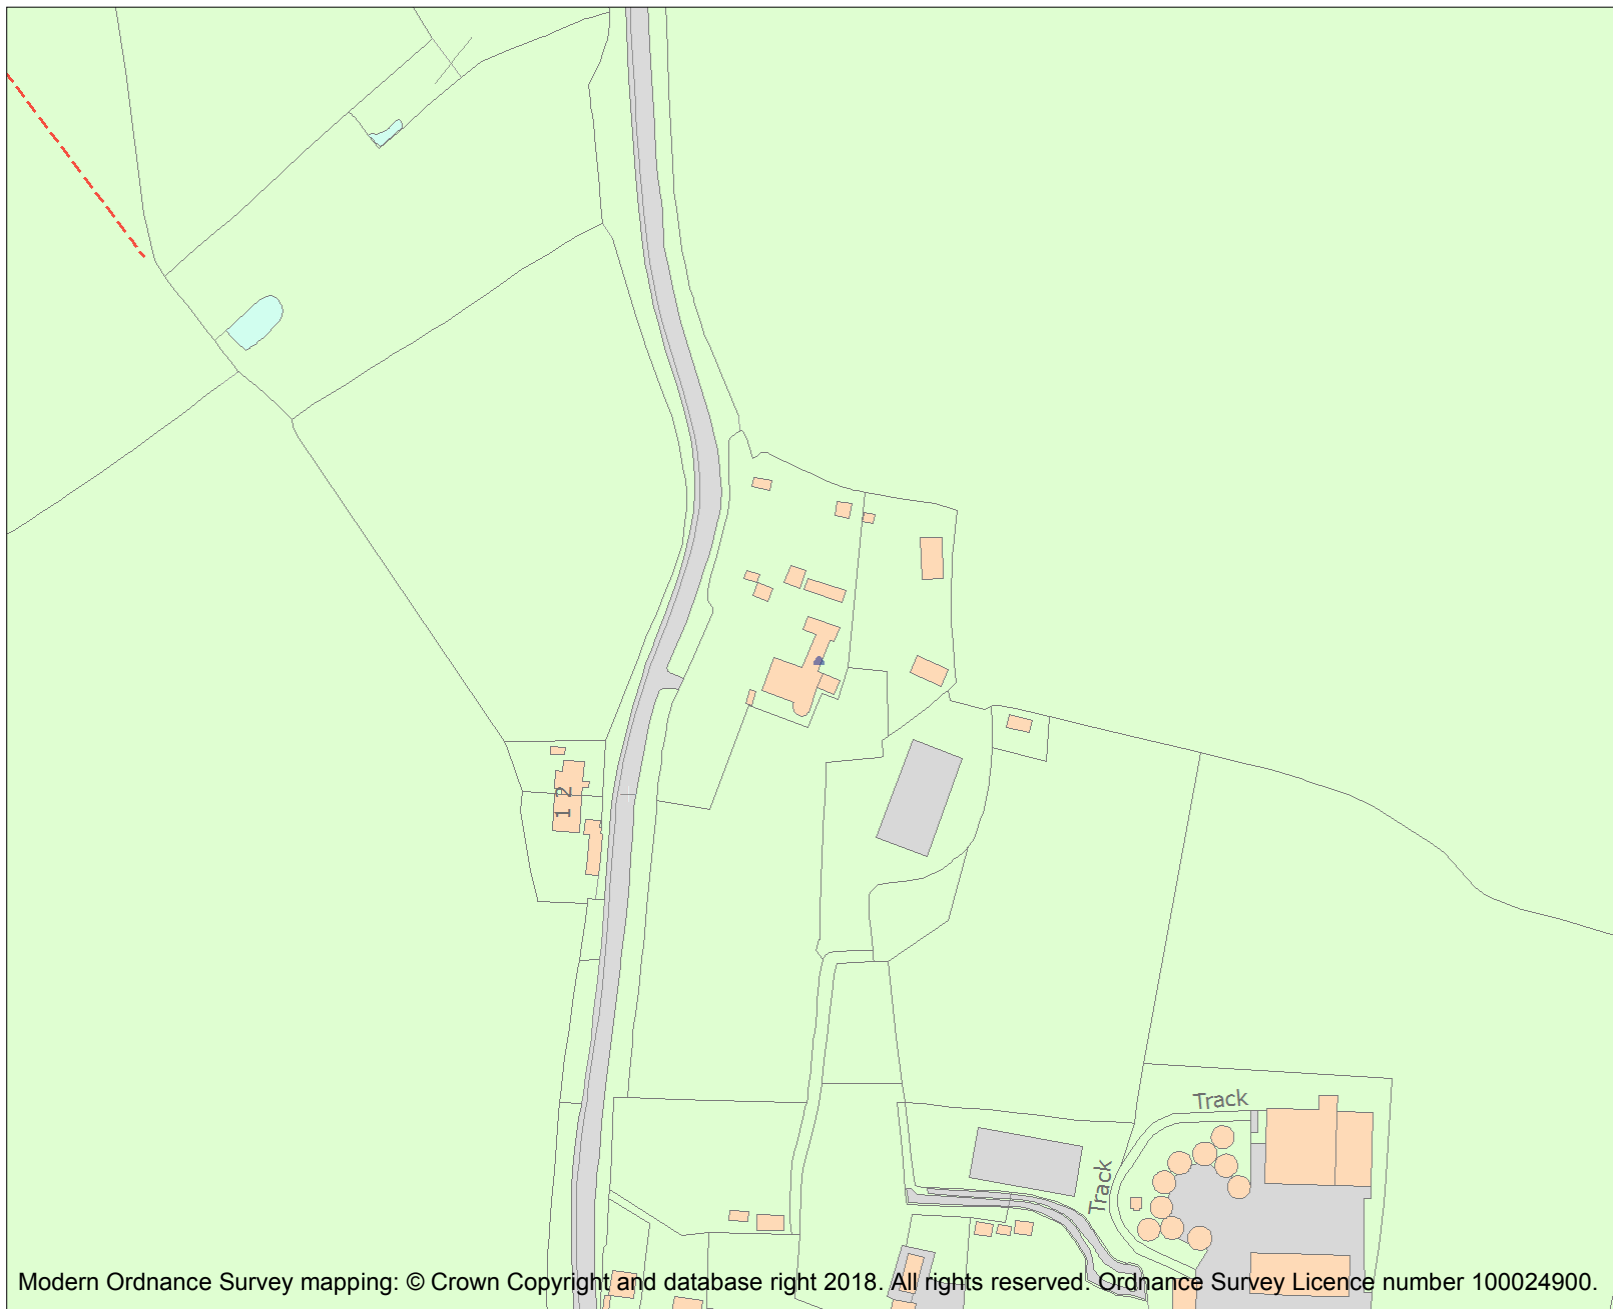 1 2
Track
Track
Modern Ordnance Survey mapping: © Crown Copyright and database right 2018. All rights reserved. Ordnance Survey Licence number 100024900.